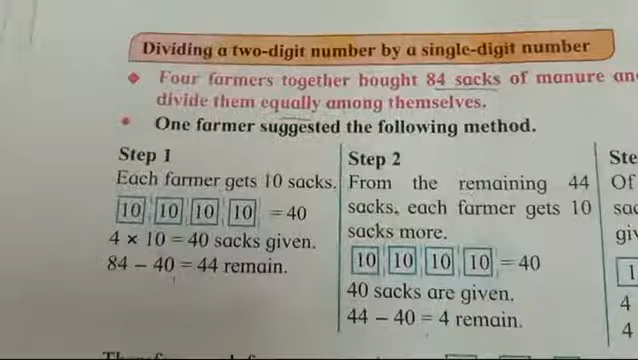 Dividing a two-digit number by a single-digit number
Four farmers together bought 84 sacks of manure
divide them equally among themselves.
One farmer suggested the following method.
Step 1
Each farmer gets 10 sacks.
10 10 10 10 = 40
4 × 10 = 40 sacks given.
84 – 40 = 44 remain.
Step 2
From the remaining 44
sacks, each farmer gets 10
sacks more.
10 10 10 10 = 40
40 sacks are given.
44 – 40 = 4 remain.
Of
4
4